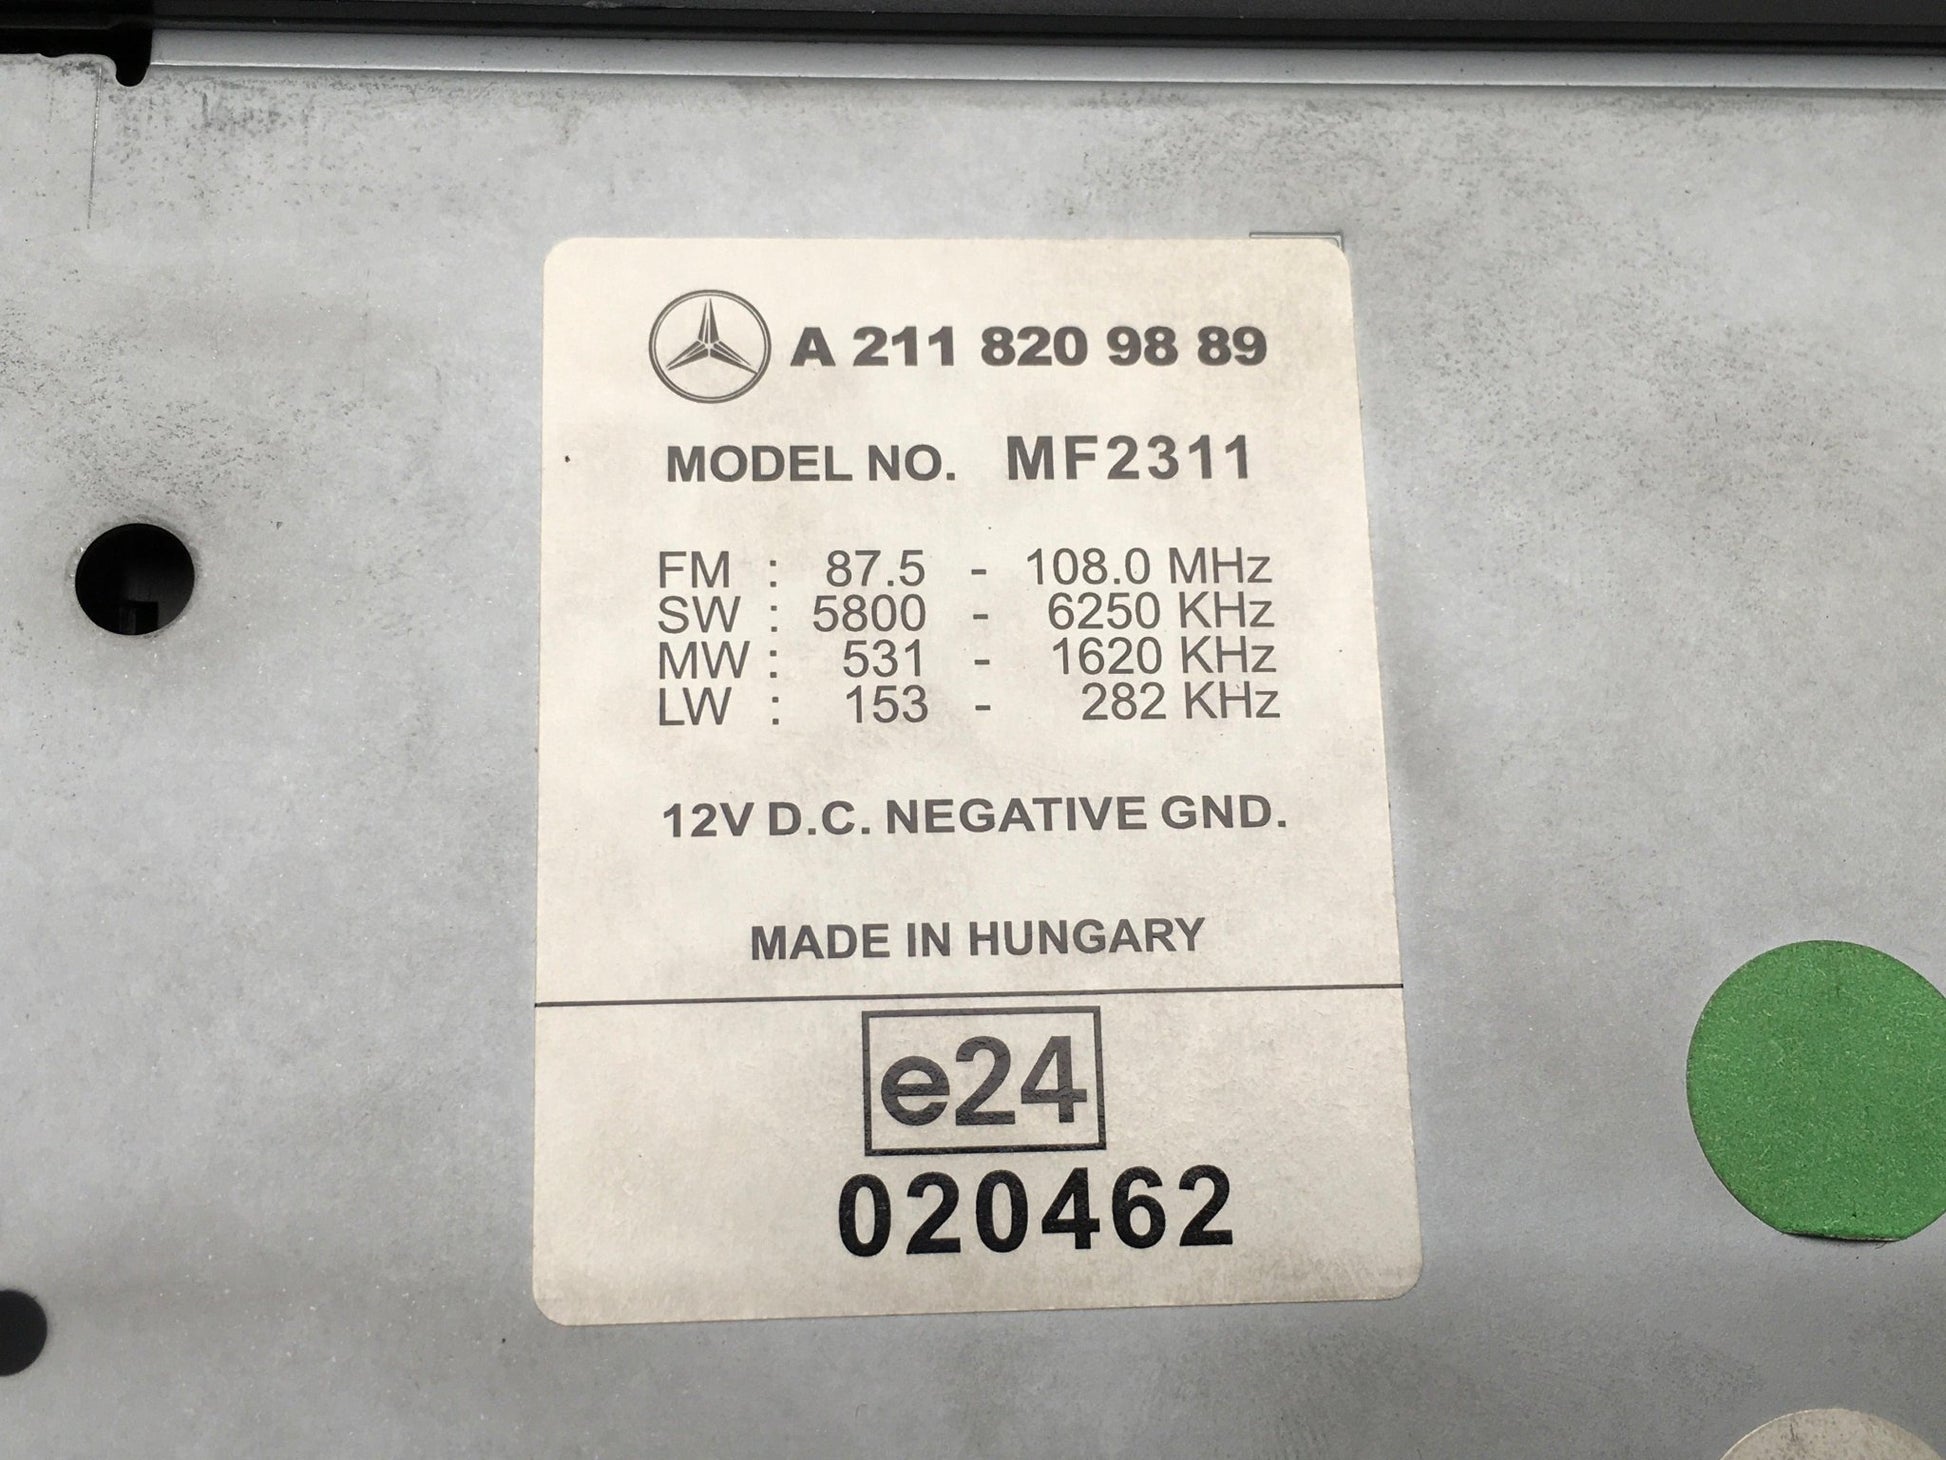 A 211 820 98 89
MODEL NO. MF2311
FM : 87.5 - 108.0 MHz
SW : 5800 - 6250 KHz
MW : 531 - 1620 KHz
LW : 153 - 282 KHz
12V D.C. NEGATIVE GND.
MADE IN HUNGARY
e24
020462